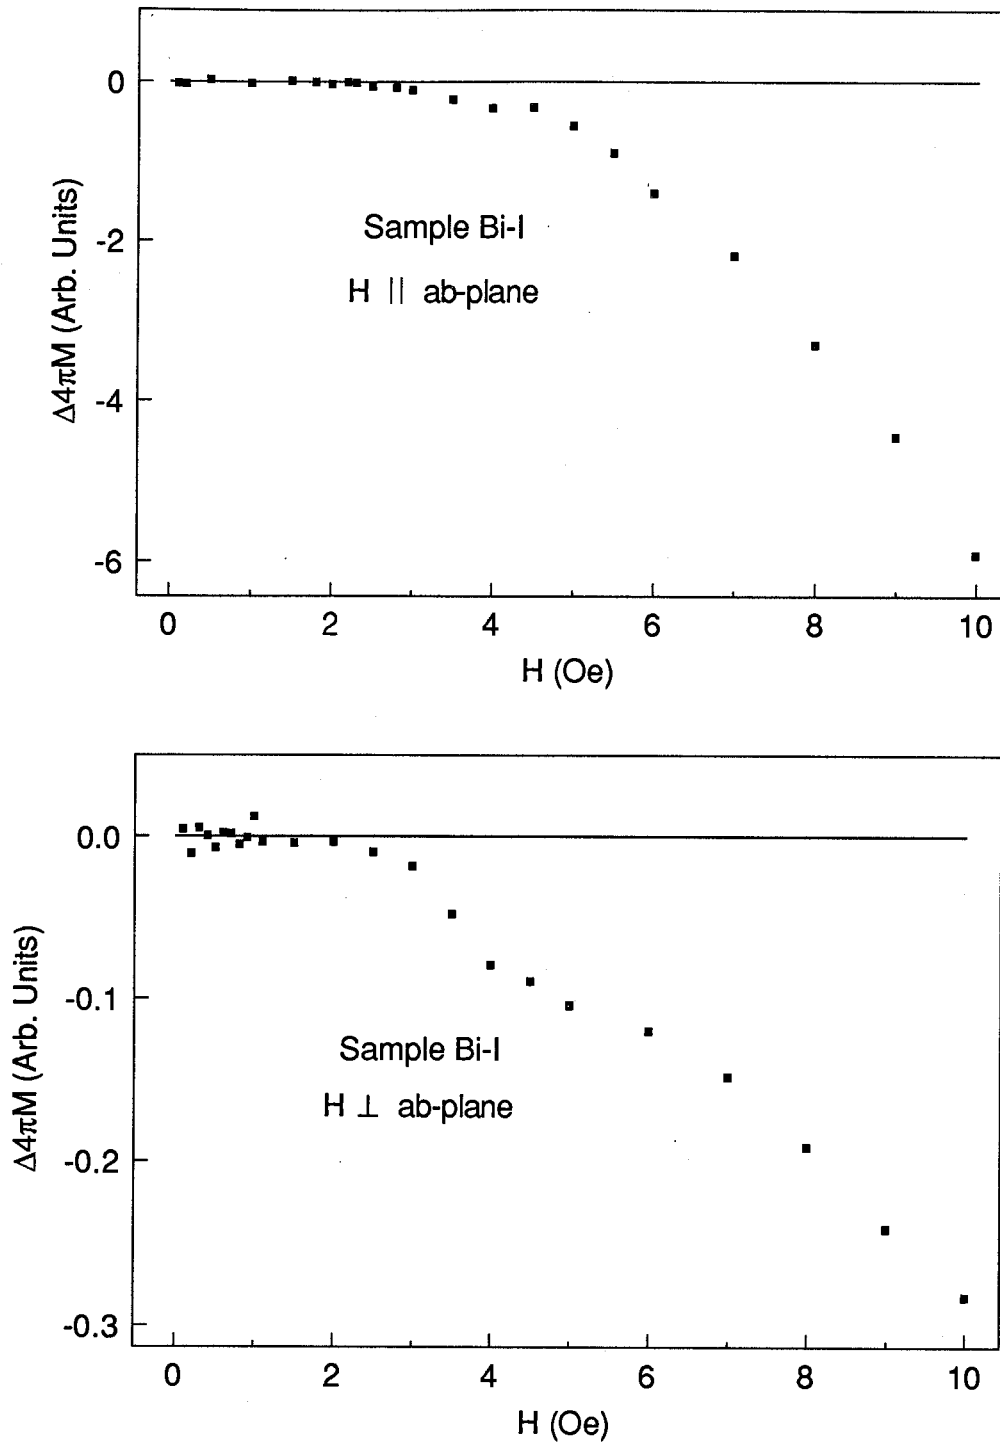 0
-2
-4
-6
Δ4πM (Arb. Units)
Sample Bi-I
H || ab-plane
0 2 4 6 8 10
H (Oe)
0.0
-0.1
-0.2
-0.3
Δ4πM (Arb. Units)
Sample Bi-I
H ⊥ ab-plane
0 2 4 6 8 10
H (Oe)